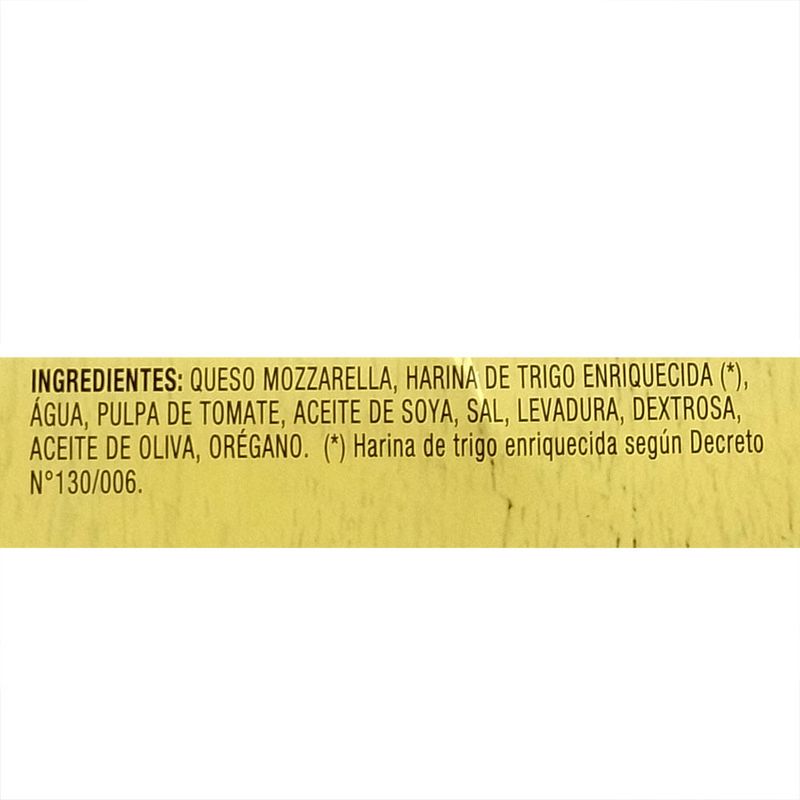 INGREDIENTES: QUESO MOZZARELLA, HARINA DE TRIGO ENRIQUECIDA (*),
ÁGUA, PULPA DE TOMATE, ACEITE DE SOYA, SAL, LEVADURA, DEXTROSA,
ACEITE DE OLIVA, ORÉGANO. (*) Harina de trigo enriquecida según Decreto
N°130/006.